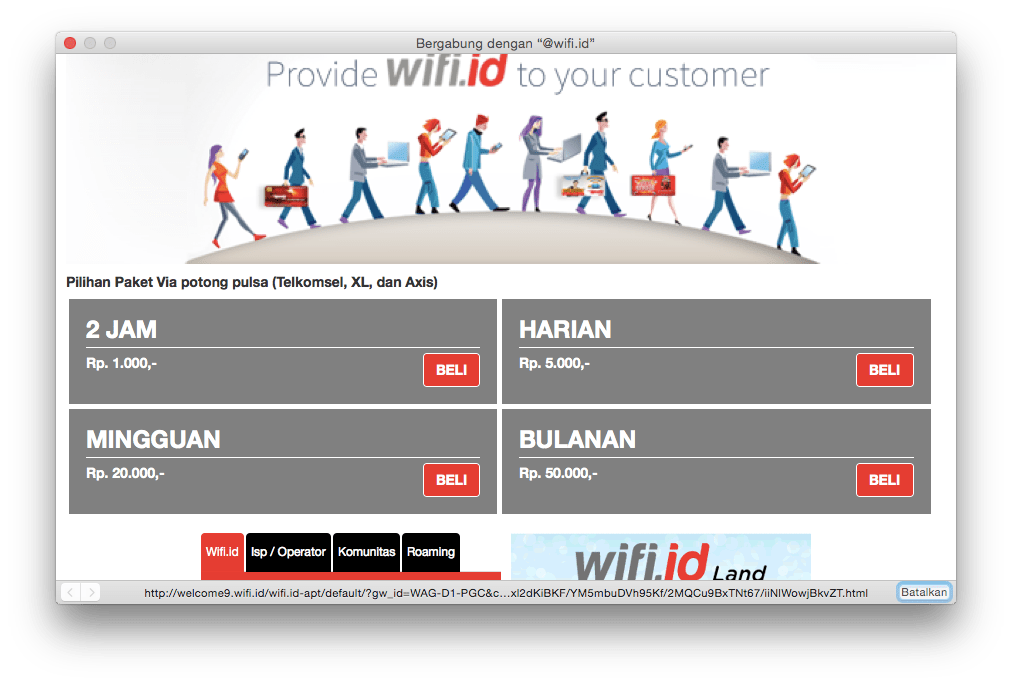 Bergabung dengan “@wifi.id”
Provide wifi.id to your customer
Pilihan Paket Via potong pulsa (Telkomsel, XL, dan Axis)
2 JAM
Rp. 1.000,-
BELI
HARIAN
Rp. 5.000,-
BELI
MINGGUAN
Rp. 20.000,-
BELI
BULANAN
Rp. 50.000,-
BELI
Wifi.id Isp / Operator Komunitas Roaming
wifi.id Land
http://welcome9.wifi.id/wifi.id-apt/default/?gw_id=WAG-D1-PGC&c...xl2dKiBKF/YM5mbuDVh95Kf/2MQCu9BxTNt67/iiNlWowjBkvZT.html
Batalkan